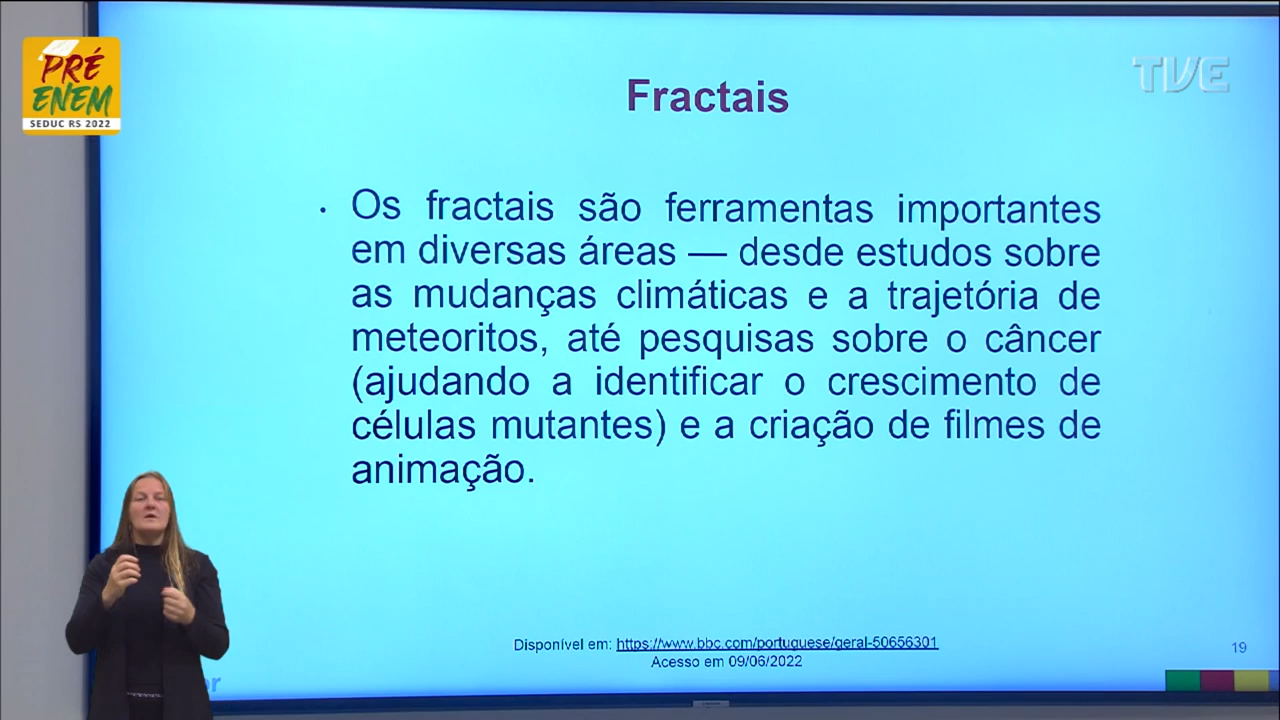 PRÉ
ENEM
SEDUC RS 2022
TVE
Fractais
• Os fractais são ferramentas importantes
em diversas áreas — desde estudos sobre
as mudanças climáticas e a trajetória de
meteoritos, até pesquisas sobre o câncer
(ajudando a identificar o crescimento de
células mutantes) e a criação de filmes de
animação.
Disponível em: https://www.bbc.com/portuguese/geral-50656301
Acesso em 09/06/2022
19